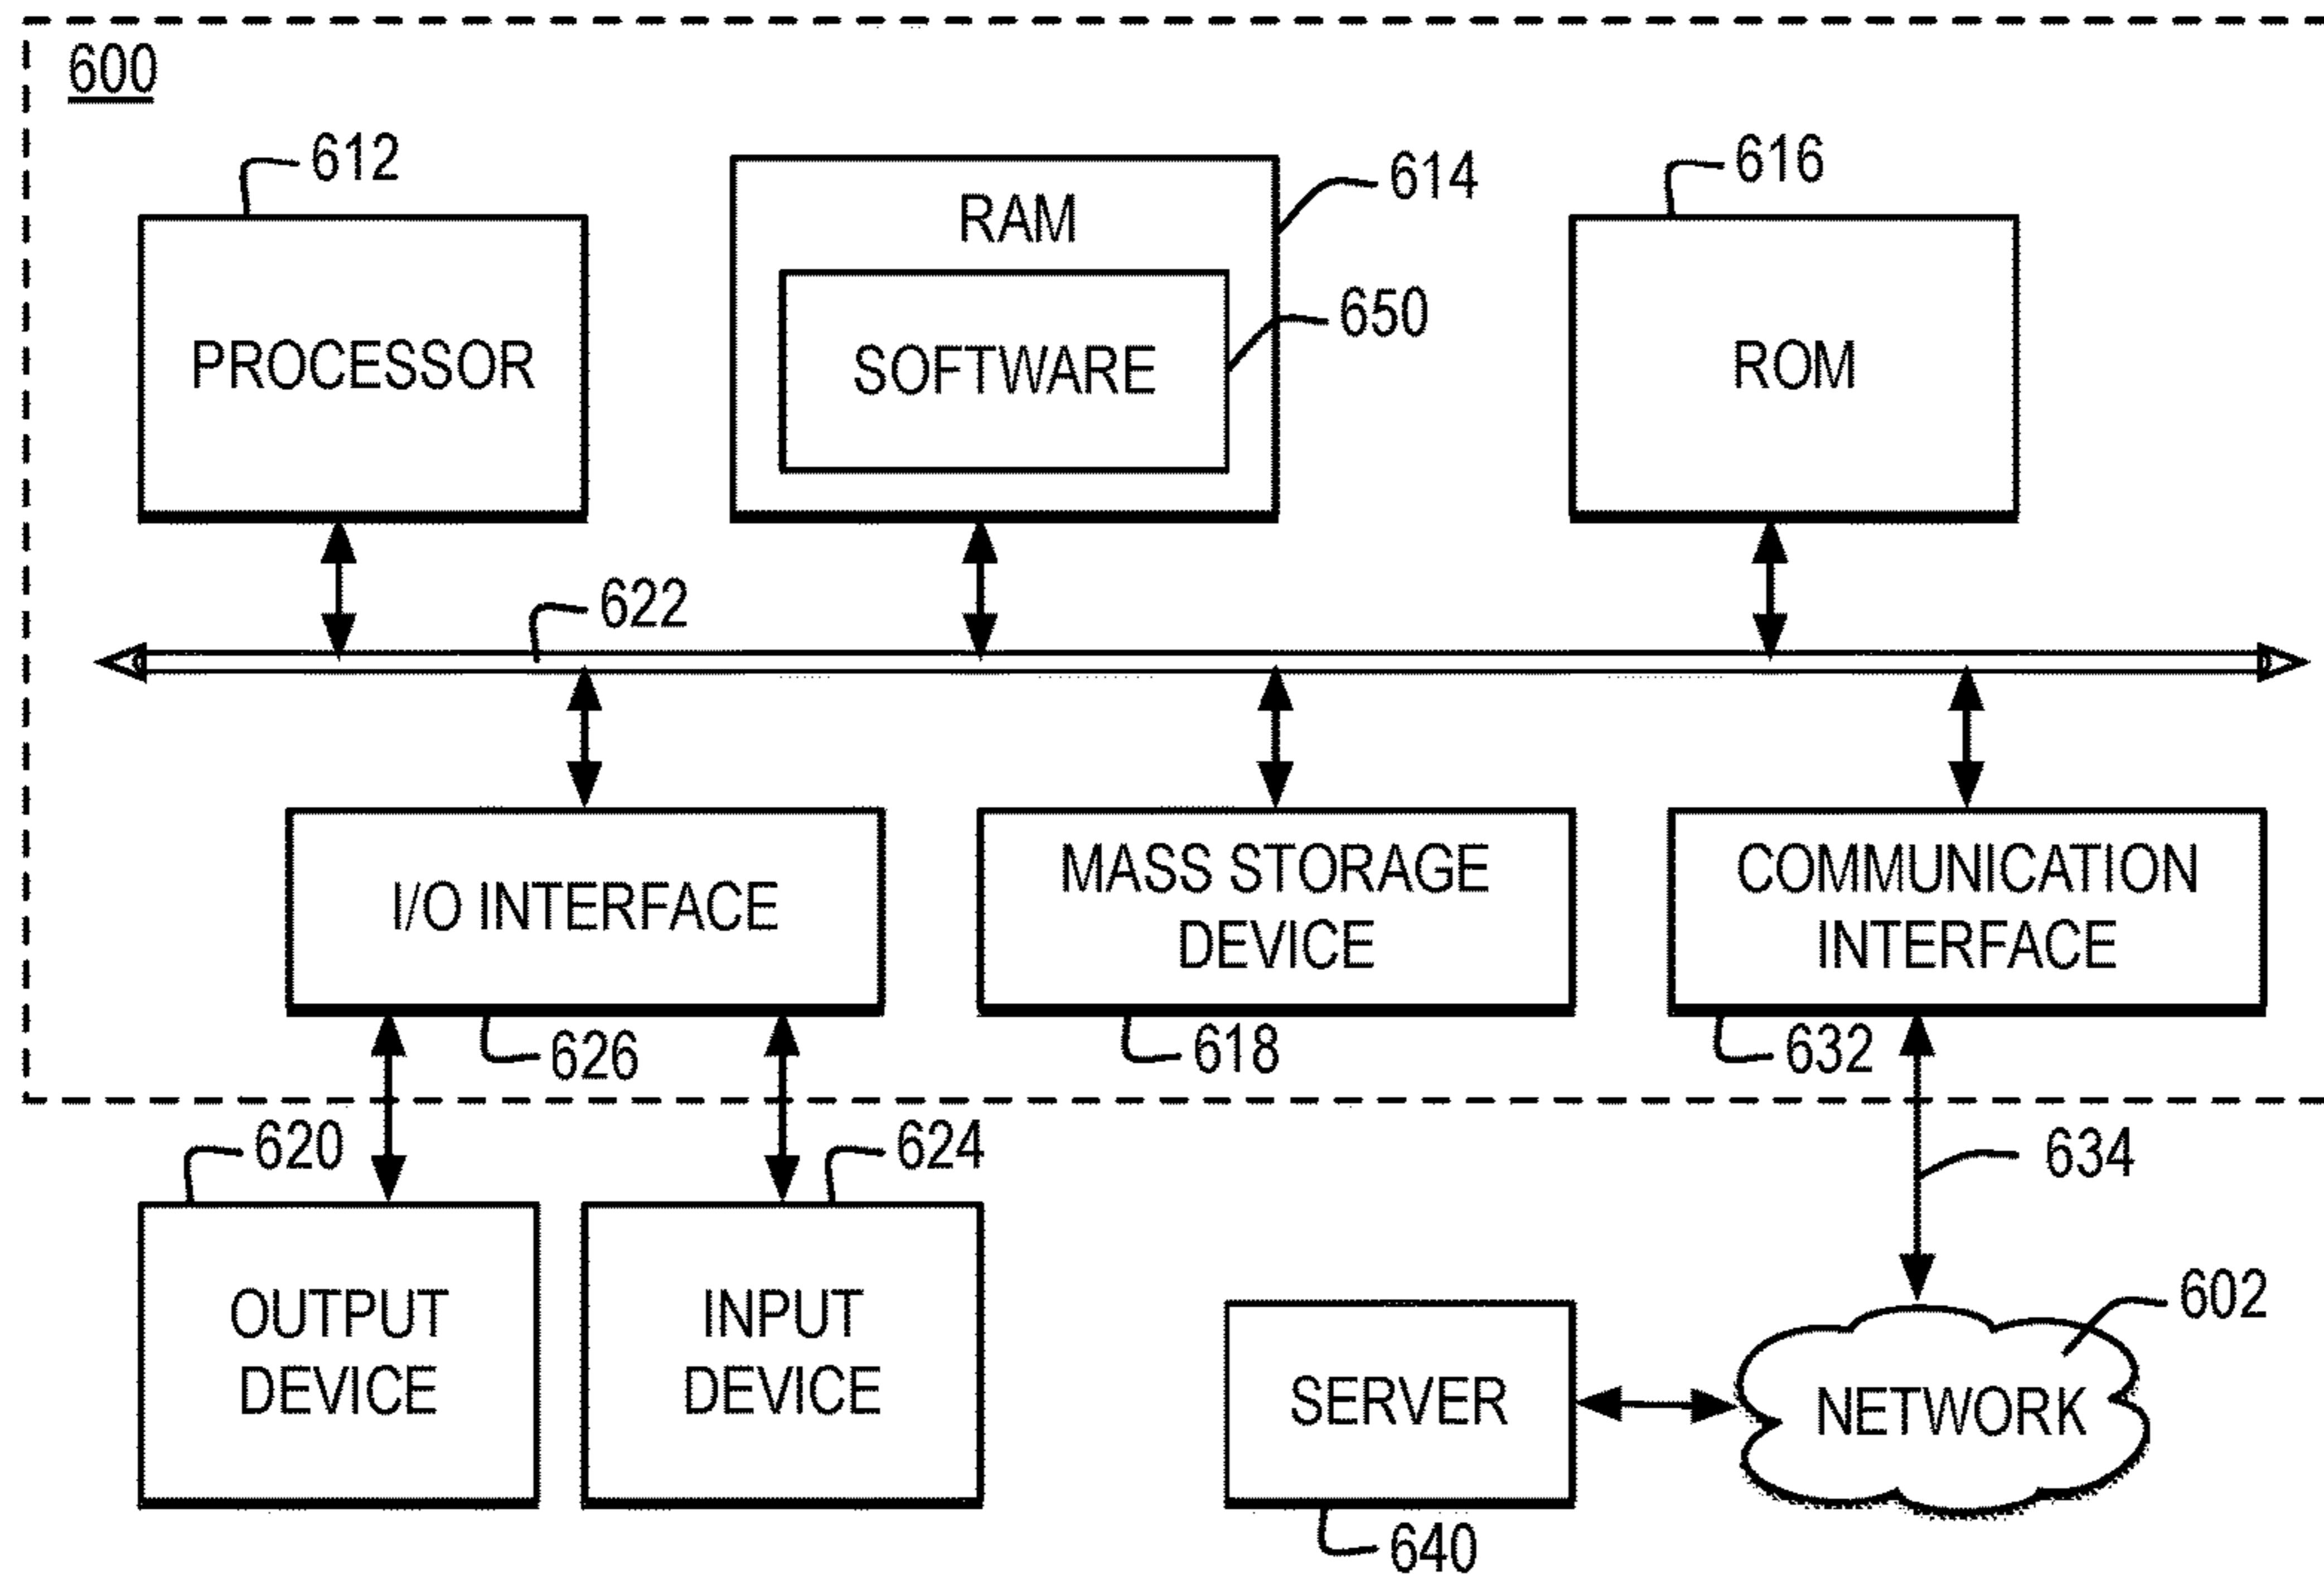 600
612
614
616
RAM
650
PROCESSOR
SOFTWARE
ROM
622
I/O INTERFACE
MASS STORAGE
DEVICE
COMMUNICATION
INTERFACE
626
618
632
620
624
634
OUTPUT
DEVICE
INPUT
DEVICE
602
SERVER
NETWORK
640